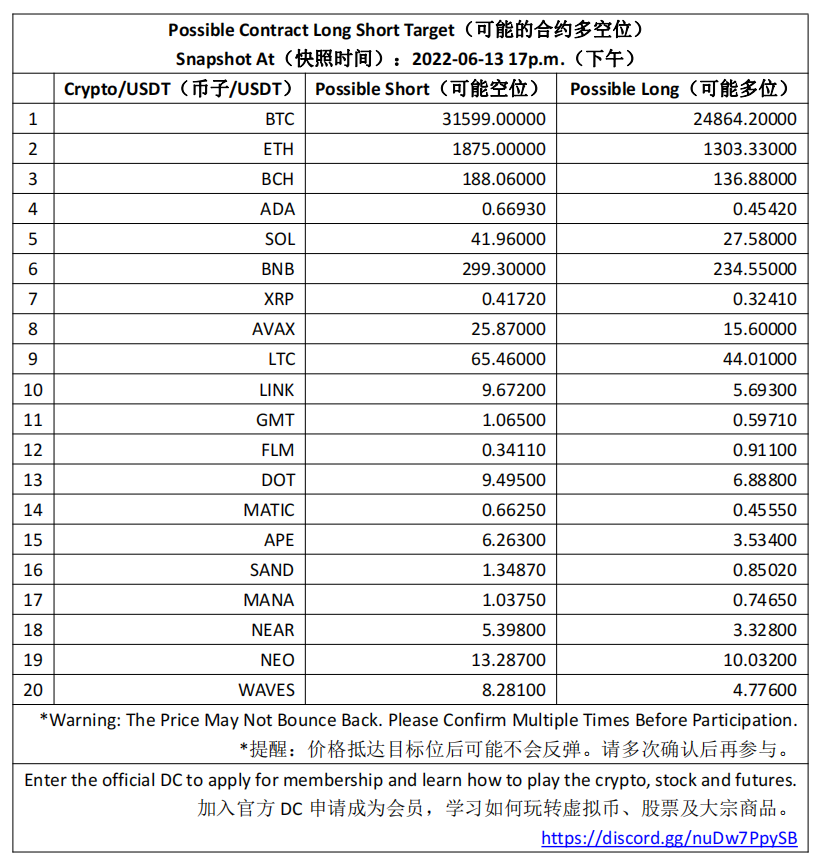 Possible Contract Long Short Target（可能的合约多空位）
Snapshot At（快照时间）：2022-06-13 17p.m.（下午）
Crypto/USDT（币子/USDT） Possible Short（可能空位） Possible Long（可能多位）
1 BTC 31599.00000 24864.20000
2 ETH 1875.00000 1303.33000
3 BCH 188.06000 136.88000
4 ADA 0.66930 0.45420
5 SOL 41.96000 27.58000
6 BNB 299.30000 234.55000
7 XRP 0.41720 0.32410
8 AVAX 25.87000 15.60000
9 LTC 65.46000 44.01000
10 LINK 9.67200 5.69300
11 GMT 1.06500 0.59710
12 FLM 0.34110 0.91100
13 DOT 9.49500 6.88800
14 MATIC 0.66250 0.45550
15 APE 6.26300 3.53400
16 SAND 1.34870 0.85020
17 MANA 1.03750 0.74650
18 NEAR 5.39800 3.32800
19 NEO 13.28700 10.03200
20 WAVES 8.28100 4.77600
*Warning: The Price May Not Bounce Back. Please Confirm Multiple Times Before Participation.
*提醒：价格抵达目标位后可能不会反弹。请多次确认后再参与。
Enter the official DC to apply for membership and learn how to play the crypto, stock and futures.
加入官方 DC 申请成为会员，学习如何玩转虚拟币、股票及大宗商品。
https://discord.gg/nuDw7PpySB